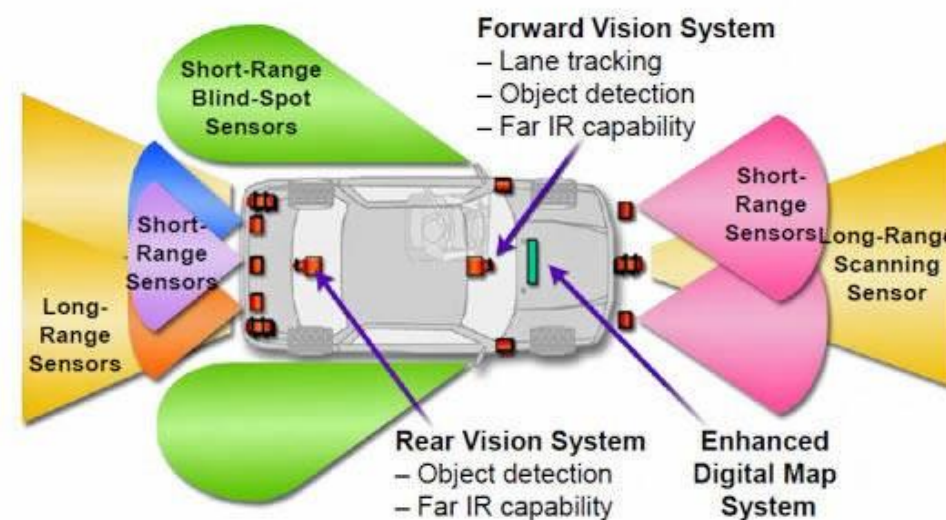 Forward Vision System
– Lane tracking
– Object detection
– Far IR capability
Short-Range
Blind-Spot
Sensors
Short-
Range
Sensors
Long-
Range
Sensors
Short-
Range
Sensors
Long-Range
Scanning
Sensor
Rear Vision System
– Object detection
– Far IR capability
Enhanced
Digital Map
System